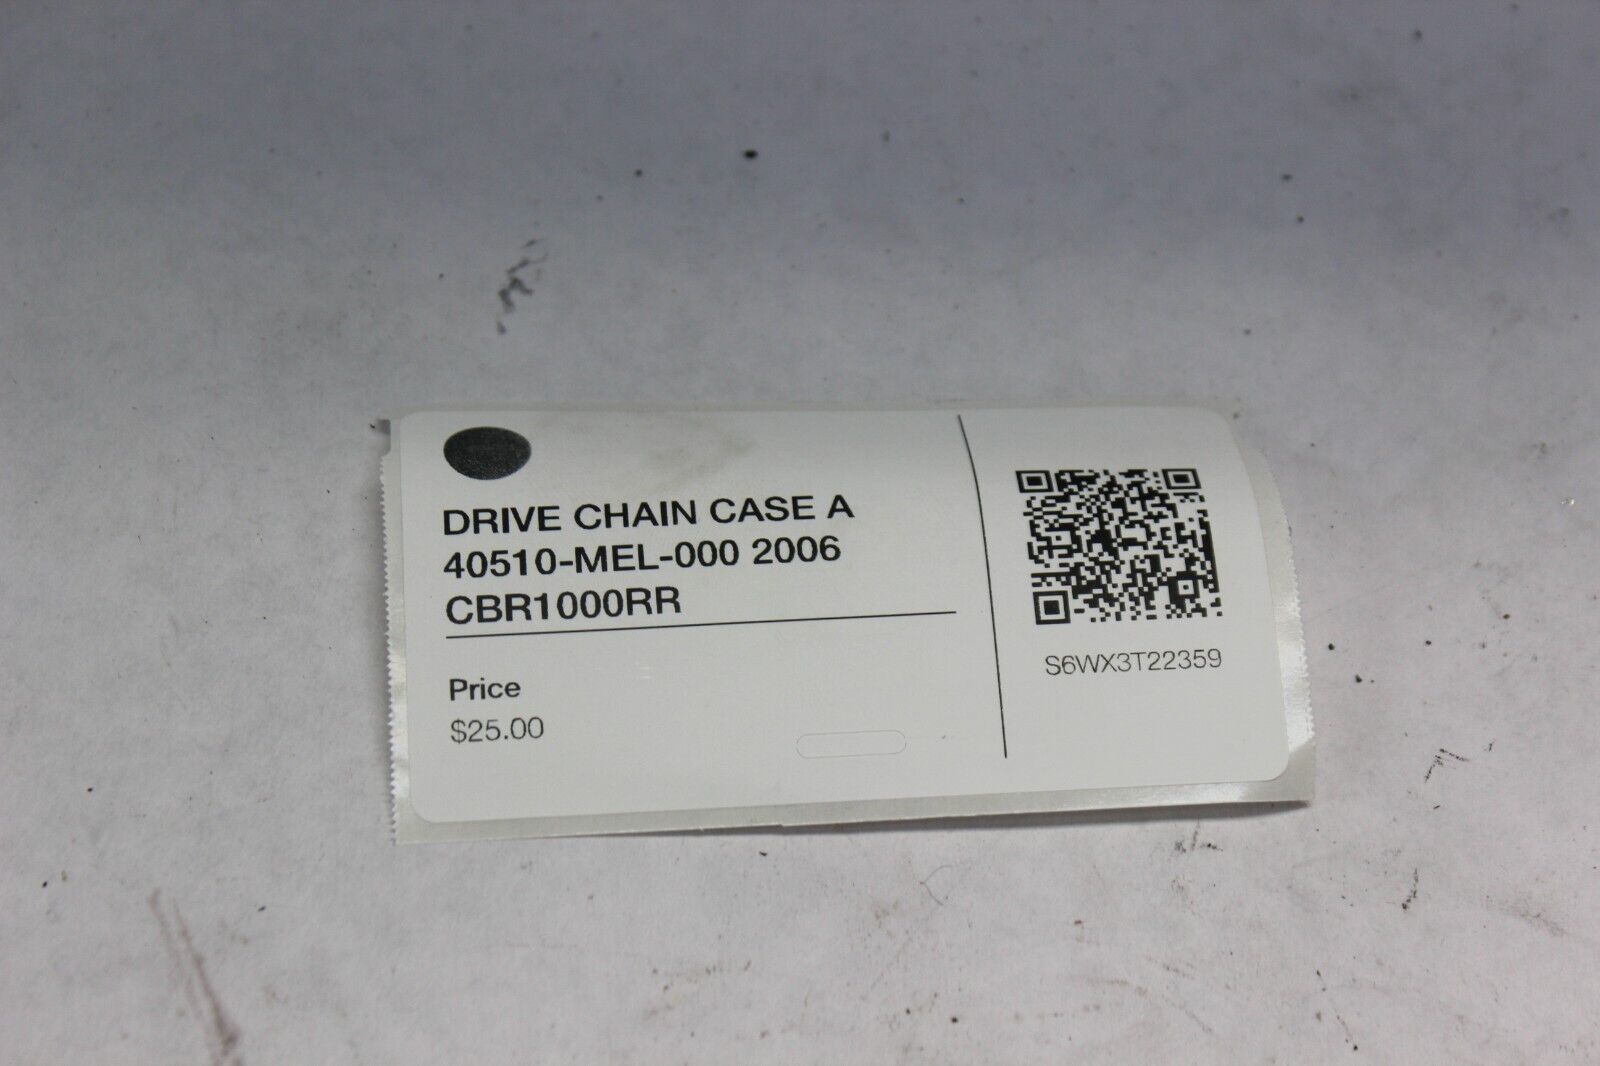 DRIVE CHAIN CASE A
40510-MEL-000 2006
CBR1000RR
Price
$25.00
S6WX3T22359